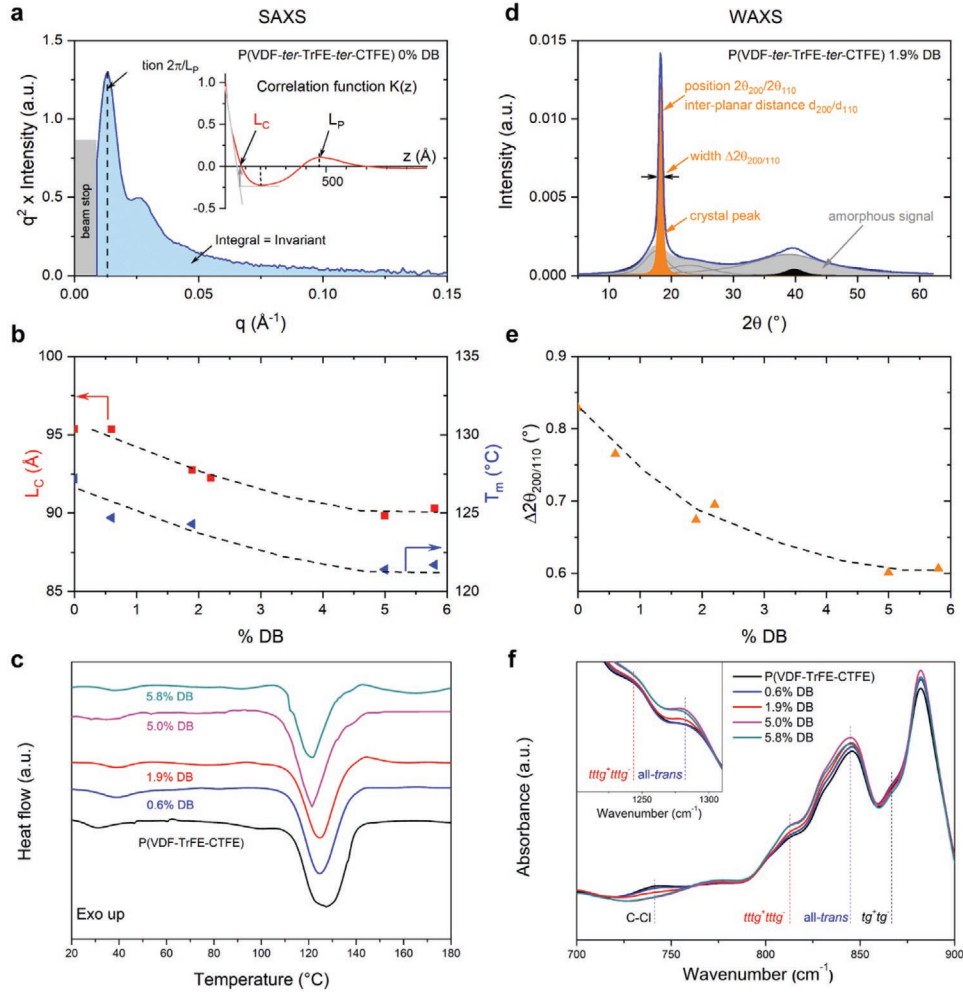 a
SAXS
P(VDF-ter-TrFE-ter-CTFE) 0% DB
tion 2π/LP
Correlation function K(z)
LC
LP
z (Å)
500
1.0
0.5
0.0
-0.5
beam stop
Integral = Invariant
1.5
1.0
0.5
0.0
q² x Intensity (a.u.)
0.00 0.05 0.10 0.15
q (Å⁻¹)
d
WAXS
P(VDF-ter-TrFE-ter-CTFE) 1.9% DB
position 2θ200/2θ110
inter-planar distance d200/d110
width Δ2θ200/110
crystal peak
amorphous signal
0.015
0.010
0.005
0.000
Intensity (a.u.)
10 20 30 40 50 60
2θ (°)
b
100
95
90
85
LC (Å)
135
130
125
120
Tm (°C)
0 1 2 3 4 5 6
% DB
e
0.9
0.8
0.7
0.6
Δ2θ200/110 (°)
0 1 2 3 4 5 6
% DB
c
5.8% DB
5.0% DB
1.9% DB
0.6% DB
P(VDF-TrFE-CTFE)
Exo up
Heat flow (a.u.)
20 40 60 80 100 120 140 160 180
Temperature (°C)
f
P(VDF-TrFE-CTFE)
0.6% DB
1.9% DB
5.0% DB
5.8% DB
tttg⁺tttg⁻
all-trans
1250 1280 1310
Wavenumber (cm⁻¹)
C-Cl
tttg⁺tttg⁻
all-trans
tg⁺tg⁻
Absorbance (a.u.)
700 750 800 850 900
Wavenumber (cm⁻¹)